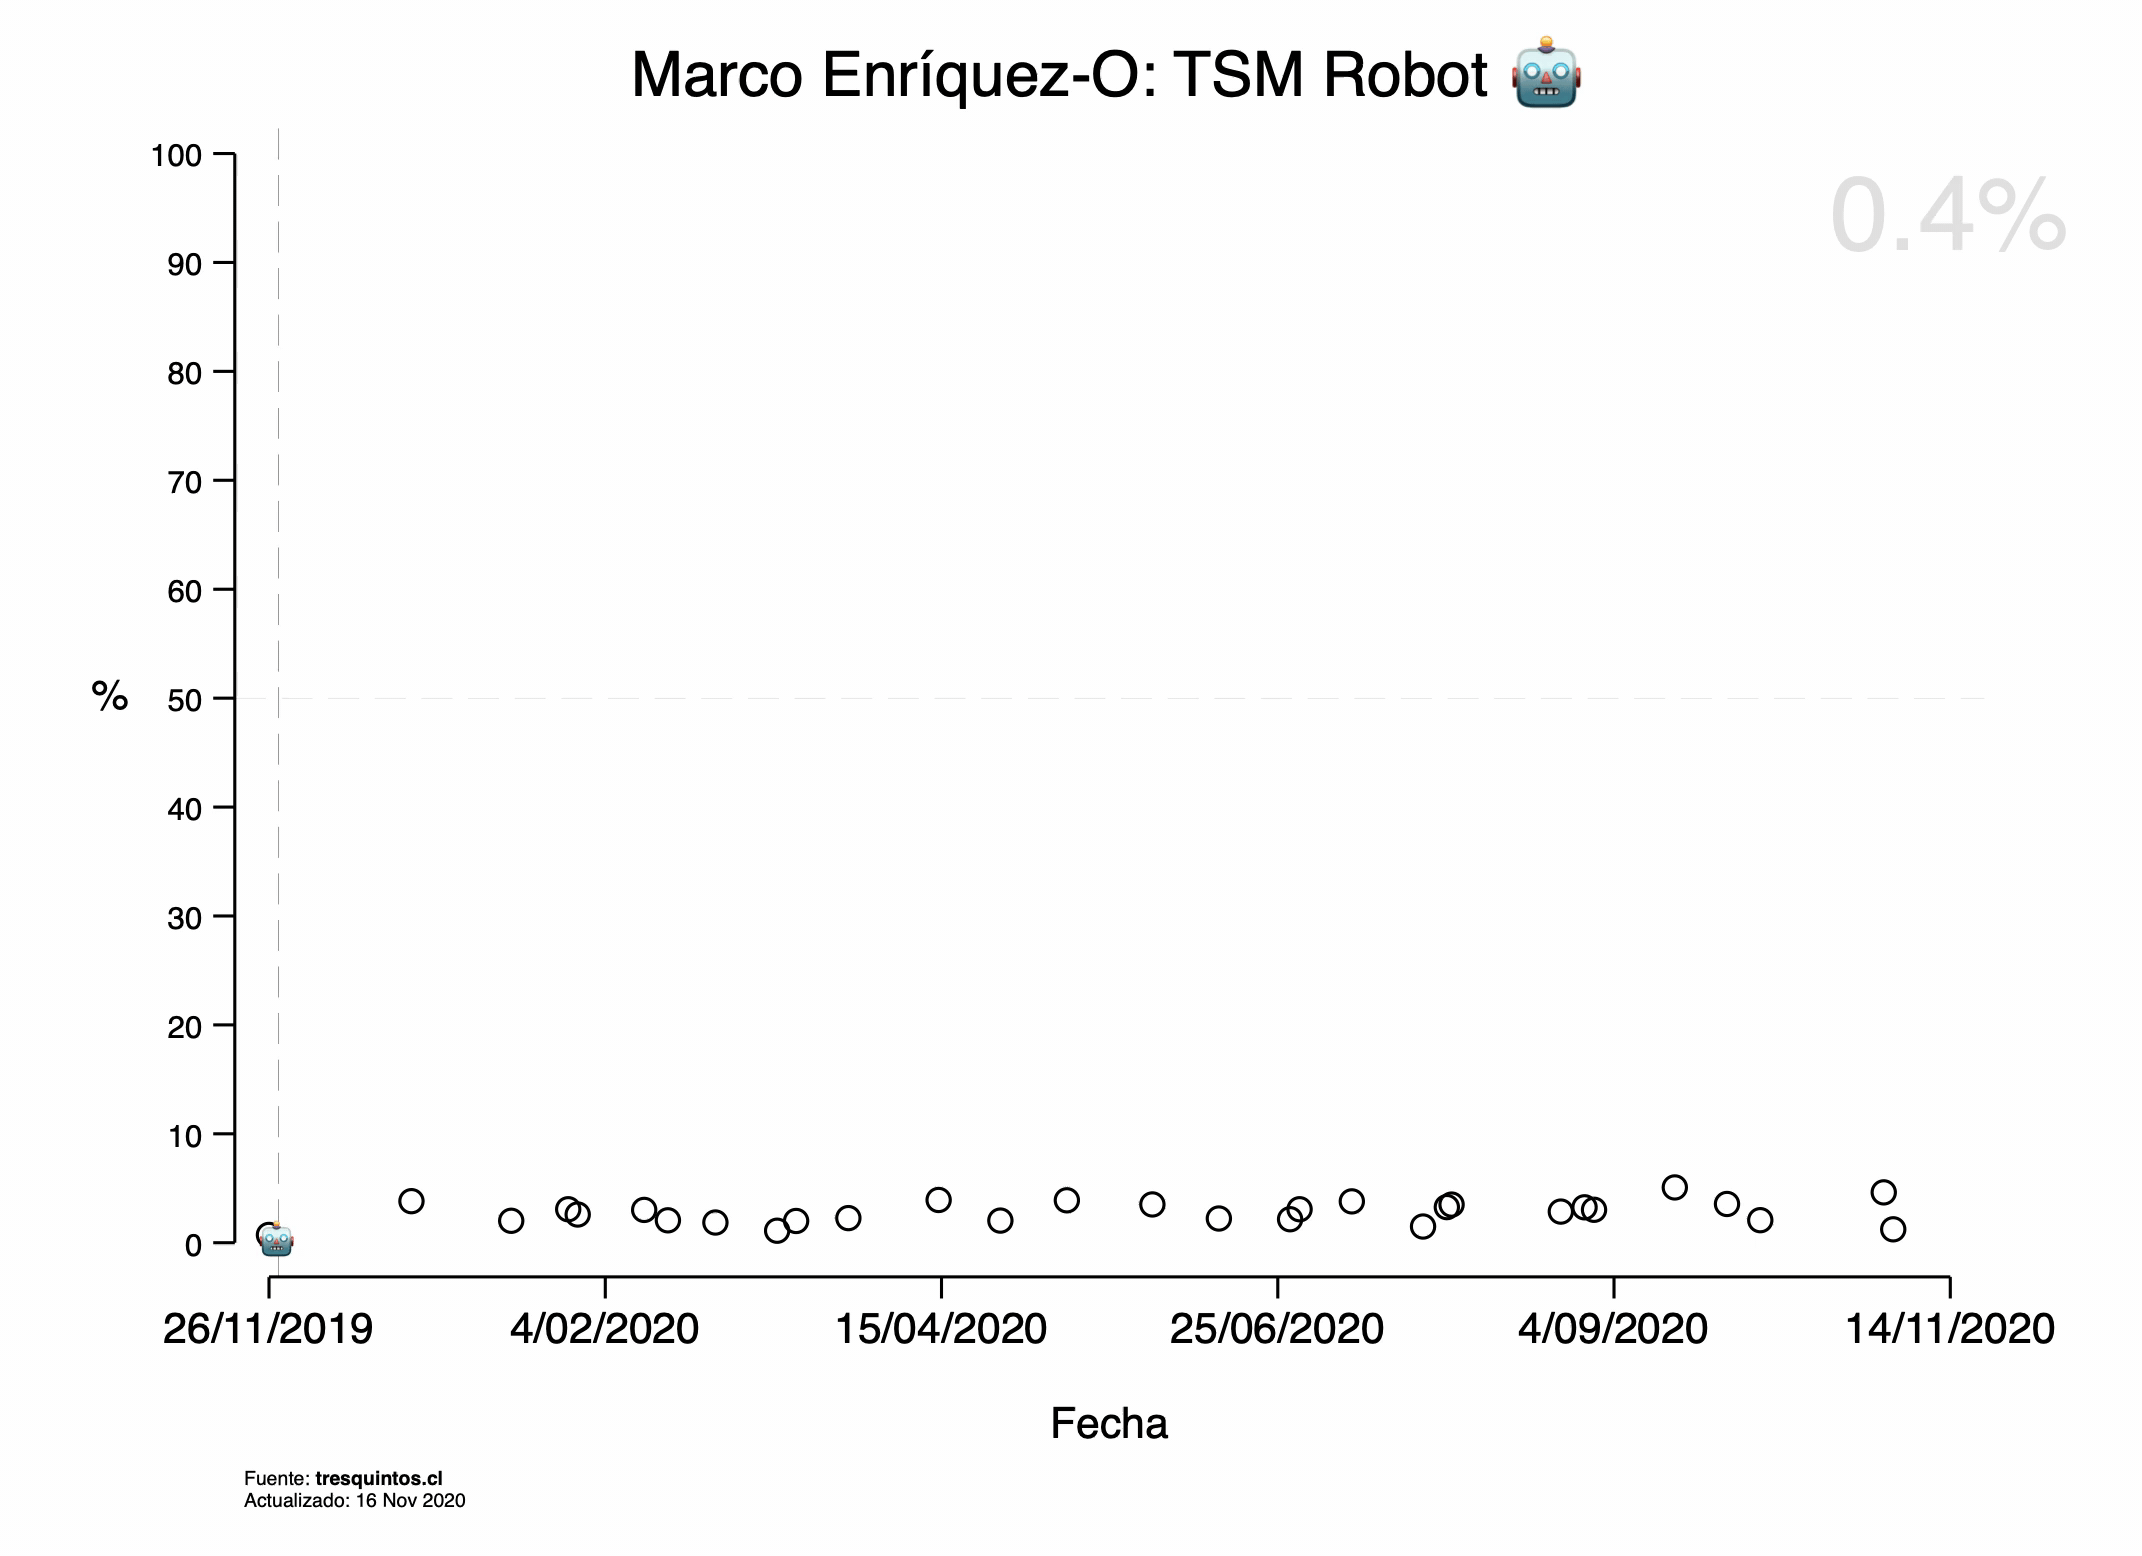 Marco Enríquez-O: TSM Robot 🤖
0.4%
100
90
80
70
60
% 50
40
30
20
10
0
26/11/2019 4/02/2020 15/04/2020 25/06/2020 4/09/2020 14/11/2020
Fecha
Fuente: tresquintos.cl
Actualizado: 16 Nov 2020